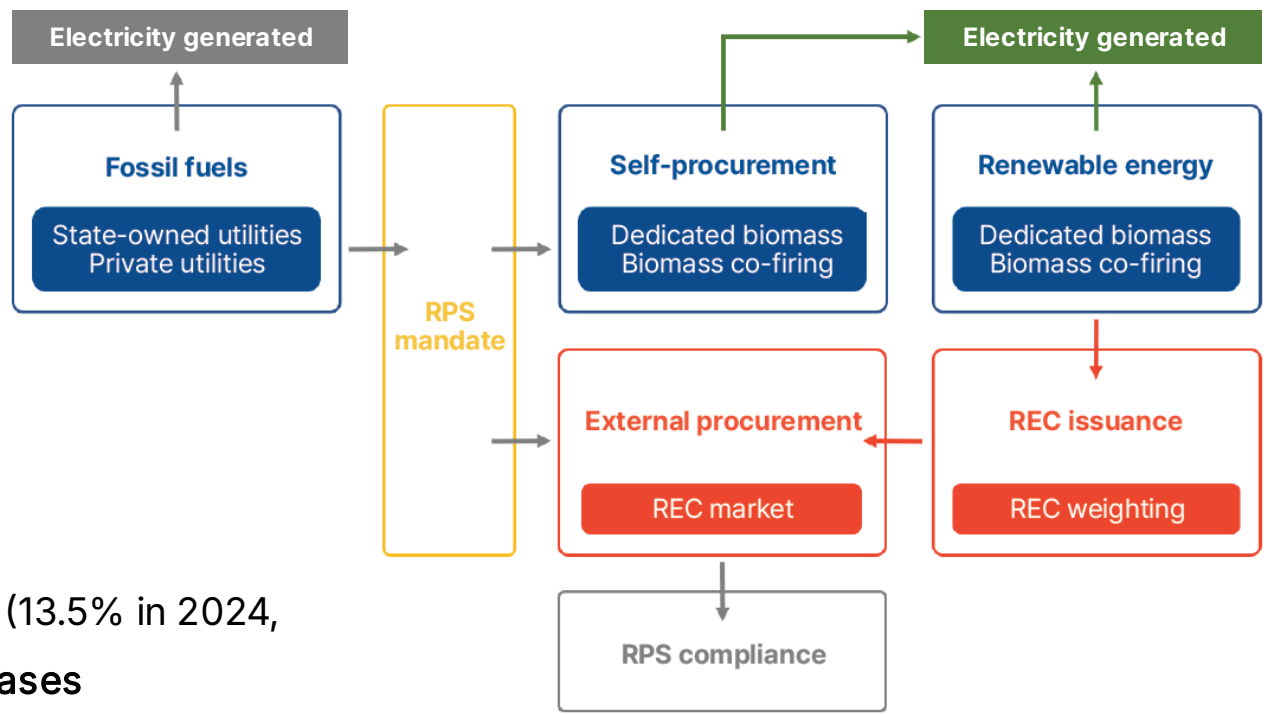 Electricity generated
Electricity generated
Fossil fuels
State-owned utilities
Private utilities
RPS
mandate
Self-procurement
Dedicated biomass
Biomass co-firing
Renewable energy
Dedicated biomass
Biomass co-firing
External procurement
REC market
REC issuance
REC weighting
RPS compliance
(13.5% in 2024,
ases